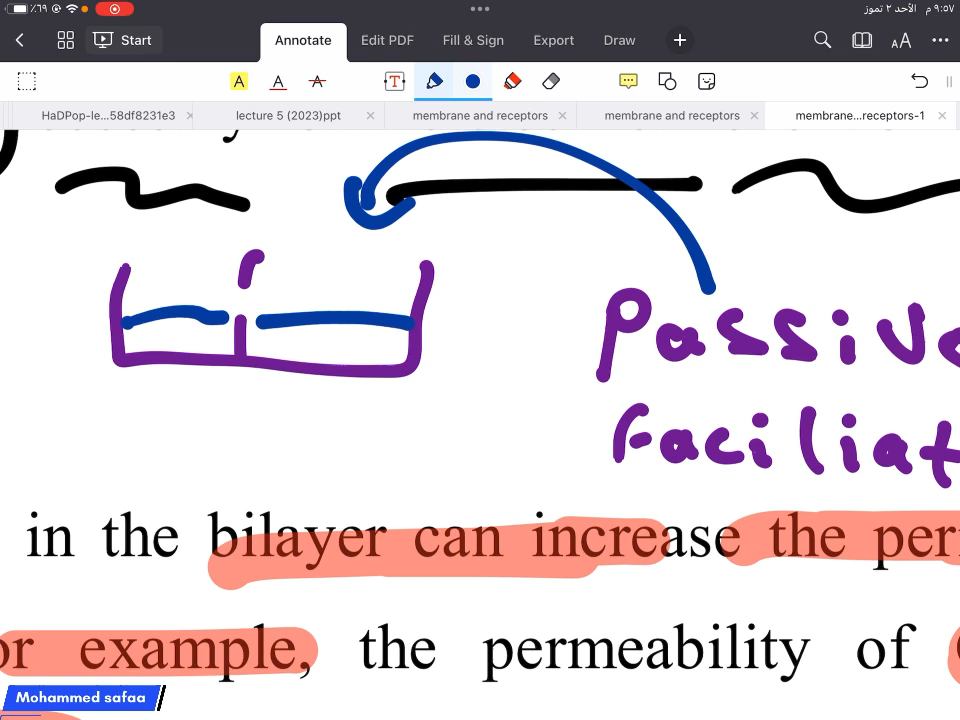 ٪٦٩ ٩:٥٧ م الأحد ٢ تموز
Start Annotate Edit PDF Fill & Sign Export Draw
HaDPop-le...58df8231e3 lecture 5 (2023)ppt membrane and receptors membrane and receptors membrane...receptors-1
Passive
Faciliat
in the bilayer can increase the per
or example, the permeability of
Mohammed safaa